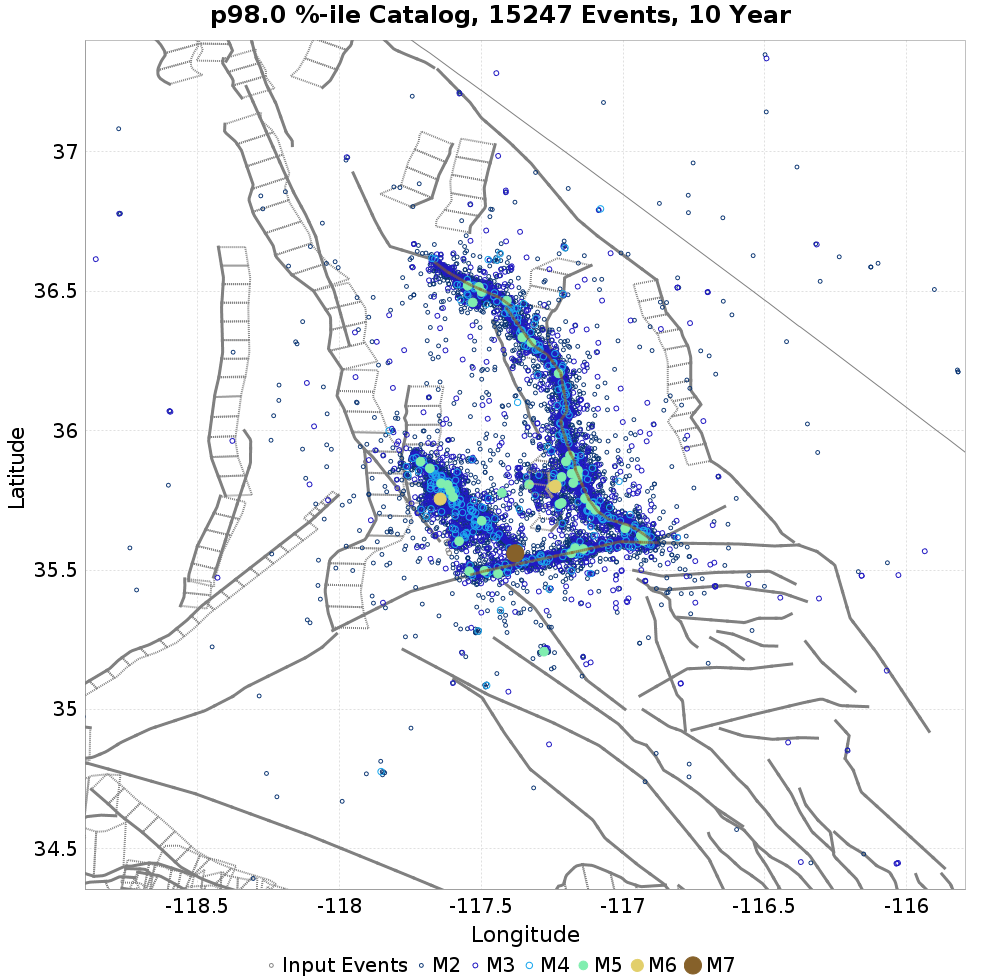 p98.0 %-ile Catalog, 15247 Events, 10 Year
37
36.5
36
35.5
35
34.5
Latitude
-118.5 -118 -117.5 -117 -116.5 -116
Longitude
Input Events M2 M3 M4 M5 M6 M7